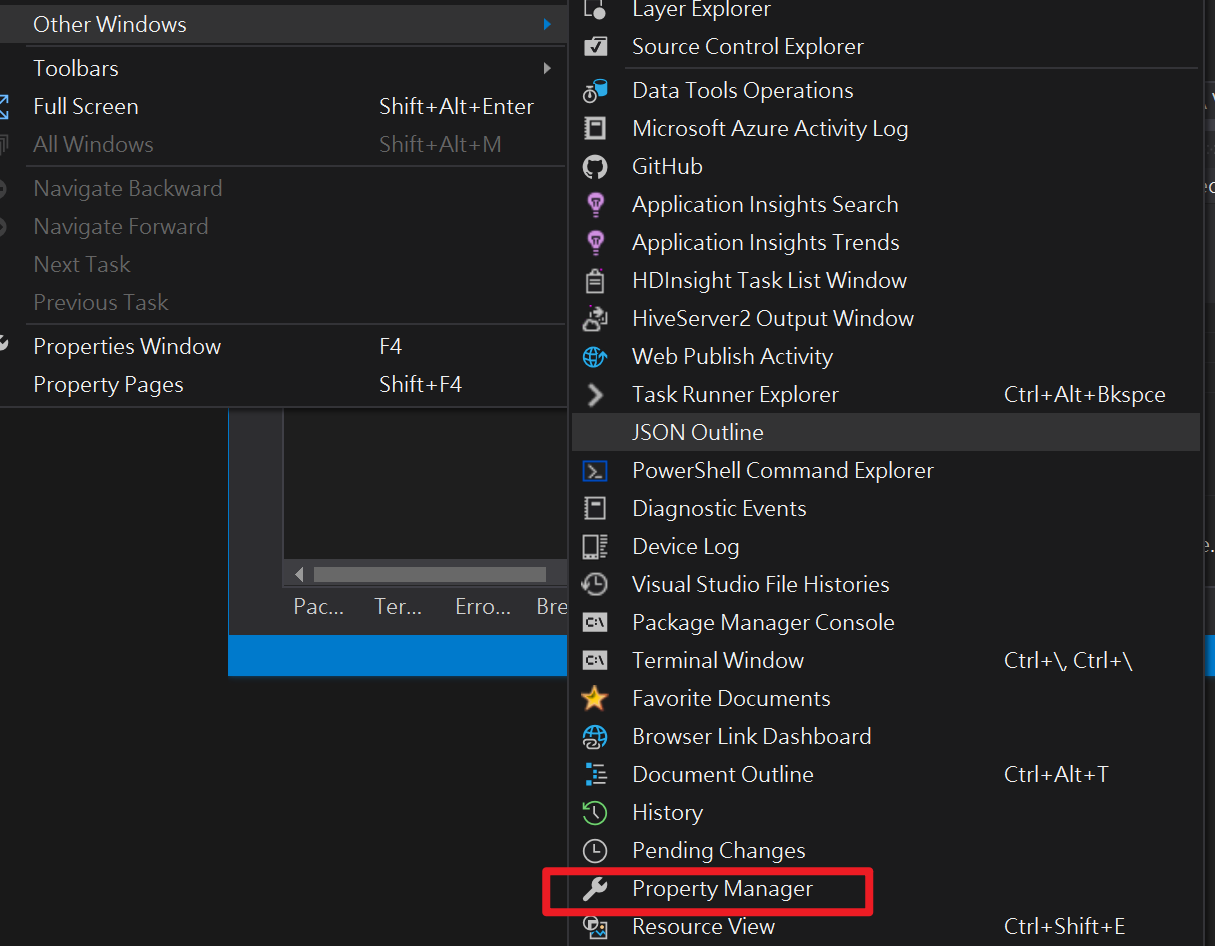 Other Windows
Toolbars
Full Screen Shift+Alt+Enter
All Windows Shift+Alt+M
Navigate Backward
Navigate Forward
Next Task
Previous Task
Properties Window F4
Property Pages Shift+F4
Pac... Ter... Erro... Bre
Layer Explorer
Source Control Explorer
Data Tools Operations
Microsoft Azure Activity Log
GitHub
Application Insights Search
Application Insights Trends
HDInsight Task List Window
HiveServer2 Output Window
Web Publish Activity
Task Runner Explorer Ctrl+Alt+Bkspce
JSON Outline
PowerShell Command Explorer
Diagnostic Events
Device Log
Visual Studio File Histories
Package Manager Console
Terminal Window Ctrl+\, Ctrl+\
Favorite Documents
Browser Link Dashboard
Document Outline Ctrl+Alt+T
History
Pending Changes
Property Manager
Resource View Ctrl+Shift+E